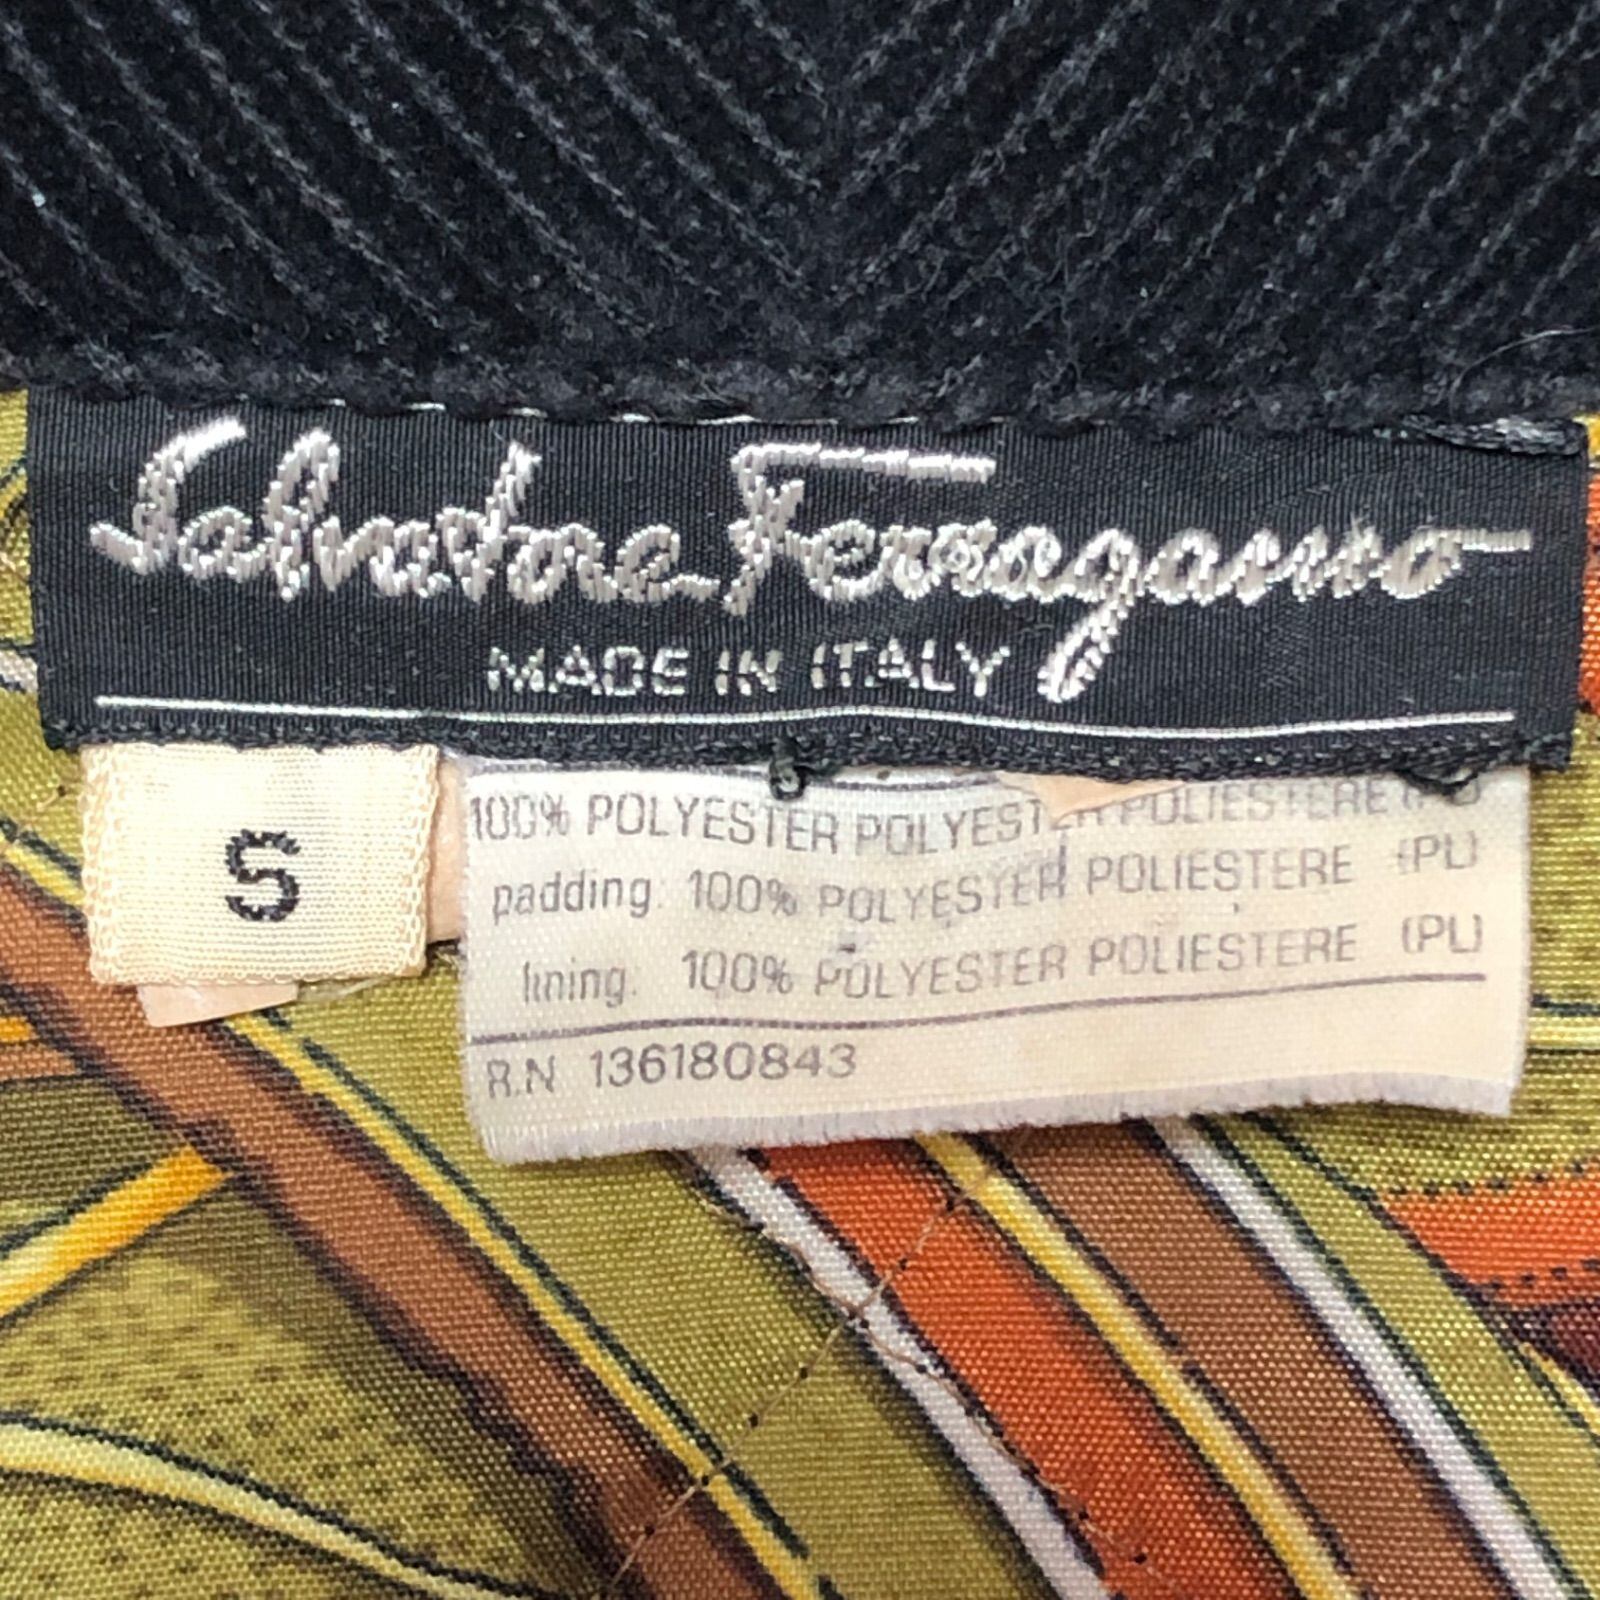 Salvatore Ferragamo
MADE IN ITALY
S
100% POLYESTER POLYESTER POLIESTERE (PL)
padding: 100% POLYESTER POLIESTERE (PL)
lining: 100% POLYESTER POLIESTERE (PL)
R.N 136180843